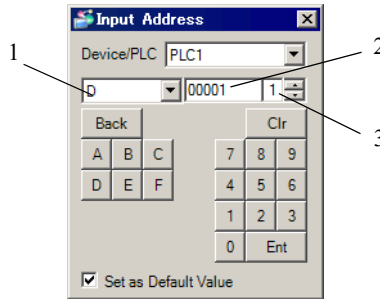 Input Address
1
Device/PLC PLC1
2
D 00001 1
3
Back Clr
A B C 7 8 9
D E F 4 5 6
1 2 3
0 Ent
Set as Default Value